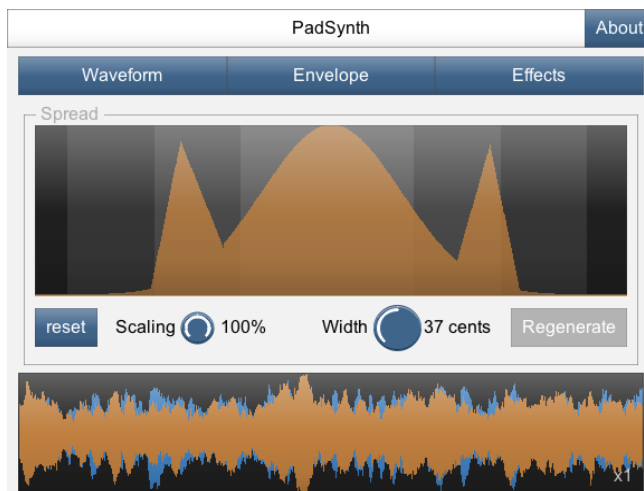 PadSynth About
Waveform Envelope Effects
Spread
reset Scaling 100% Width 37 cents Regenerate
x1